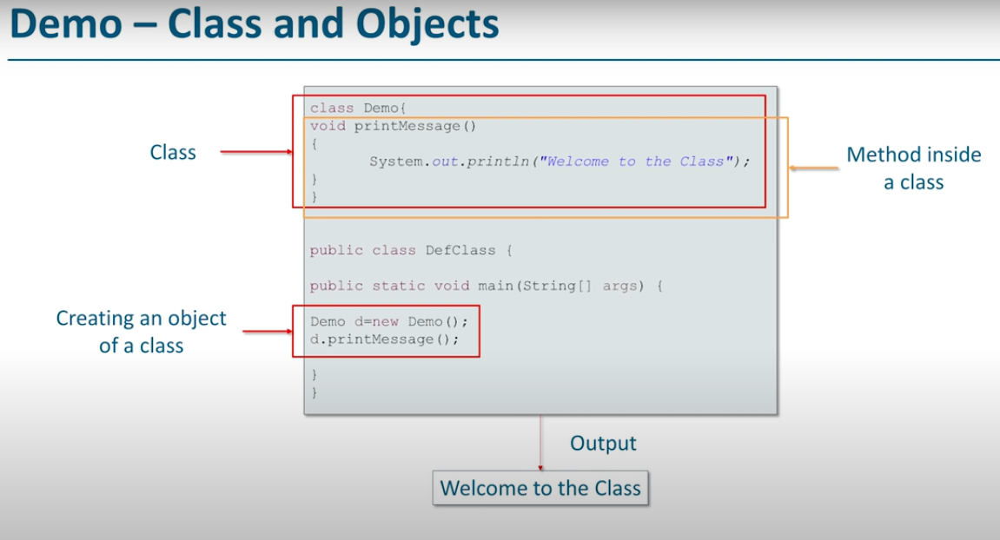 Demo – Class and Objects
class Demo{
void printMessage()
{
System.out.println("Welcome to the Class");
}
}
public class DefClass {
public static void main(String[] args) {
Demo d=new Demo();
d.printMessage();
}
}
Class
Method inside
a class
Creating an object
of a class
Output
Welcome to the Class